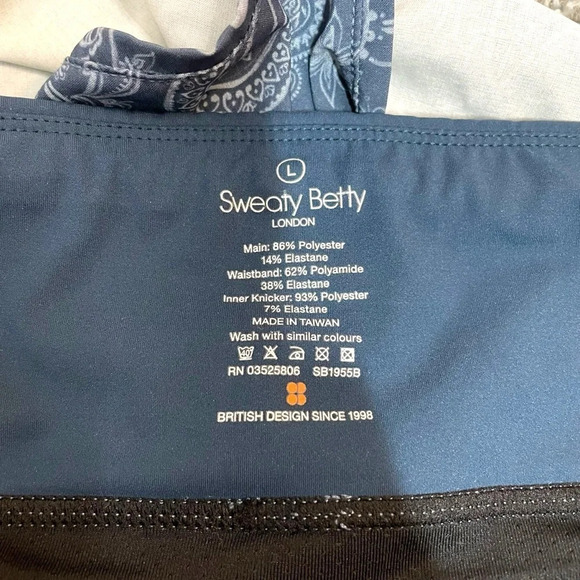 L
Sweaty Betty
LONDON
Main: 86% Polyester
14% Elastane
Waistband: 62% Polyamide
38% Elastane
Inner Knicker: 93% Polyester
7% Elastane
MADE IN TAIWAN
Wash with similar colours
40
RN 03525806 SB1955B
BRITISH DESIGN SINCE 1998